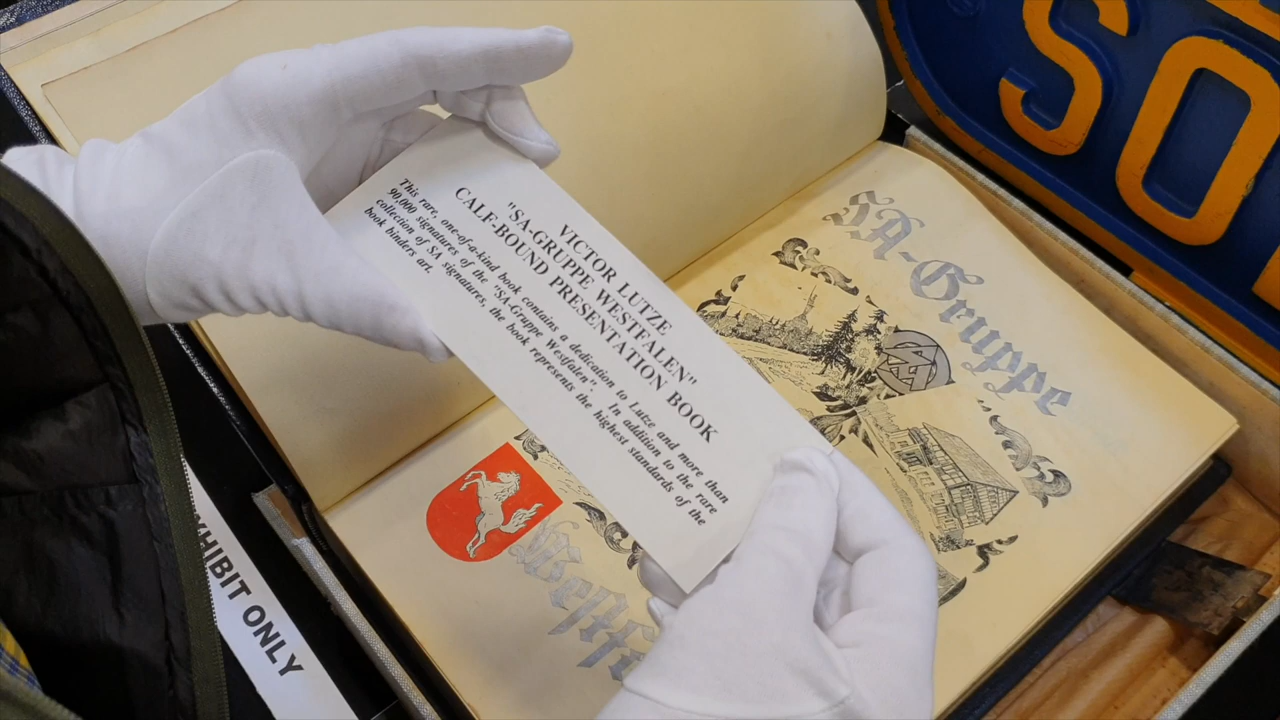 VICTOR LUTZE
"SA-GRUPPE WESTFALEN"
CALF-BOUND PRESENTATION BOOK
This rare, one-of-a-kind book contains a dedication to Lutze and more than
90,000 signatures of the "SA-Gruppe Westfalen". In addition to the rare
collection of SA signatures, the book represents the highest standards of the
book binders art.
SA-Gruppe
Westf
HIBIT ONLY
SO